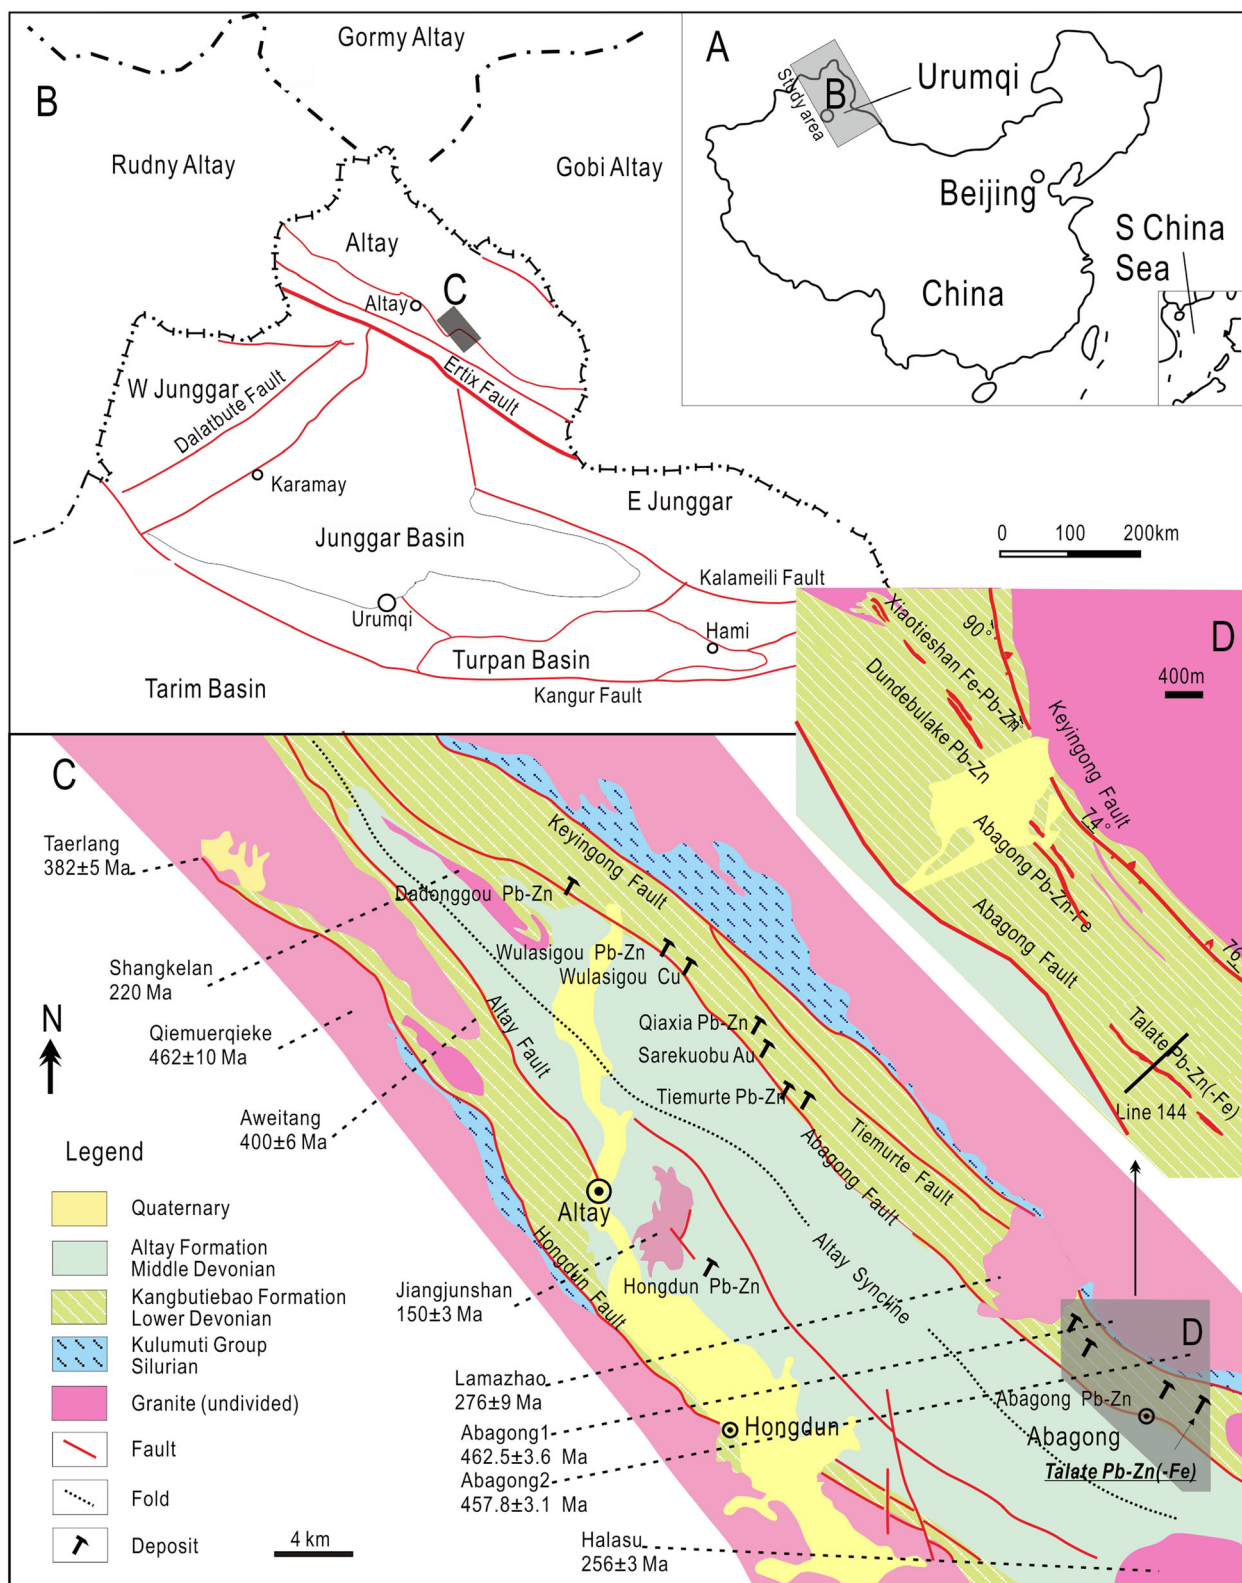 Gormy Altay
B
Rudny Altay
Gobi Altay
Altay
Altay
C
W Junggar
Dalatbute Fault
Ertix Fault
Karamay
E Junggar
Junggar Basin
Kalameili Fault
Urumqi
Hami
Turpan Basin
Tarim Basin
Kangur Fault
A
B
Study area
Urumqi
Beijing
China
S China
Sea
0 100 200km
D
400m
90°
Xiaotieshan Fe-Pb-Zn
Dundebulake Pb-Zn
Keyingong Fault
74°
Abagong Pb-Zn-Fe
Abagong Fault
76
Talate Pb-Zn(-Fe)
Line 144
C
Taerlang
382±5 Ma
Keyingong Fault
Dadonggou Pb-Zn
Wulasigou Pb-Zn
Wulasigou Cu
Shangkelan
220 Ma
N
Qiemuerqieke
462±10 Ma
Altay Fault
Qiaxia Pb-Zn
Sarekuobu Au
Tiemurte Pb-Zn
Aweitang
400±6 Ma
Abagong Fault
Tiemurte Fault
Altay
Hongdun Fault
Altay Syncline
Hongdun Pb-Zn
Jiangjunshan
150±3 Ma
D
Lamazhao
276±9 Ma
Abagong Pb-Zn
Abagong
Hongdun
Abagong1
462.5±3.6 Ma
Talate Pb-Zn(-Fe)
Abagong2
457.8±3.1 Ma
Halasu
256±3 Ma
Legend
Quaternary
Altay Formation
Middle Devonian
Kangbutiebao Formation
Lower Devonian
Kulumuti Group
Silurian
Granite (undivided)
Fault
Fold
Deposit
4 km